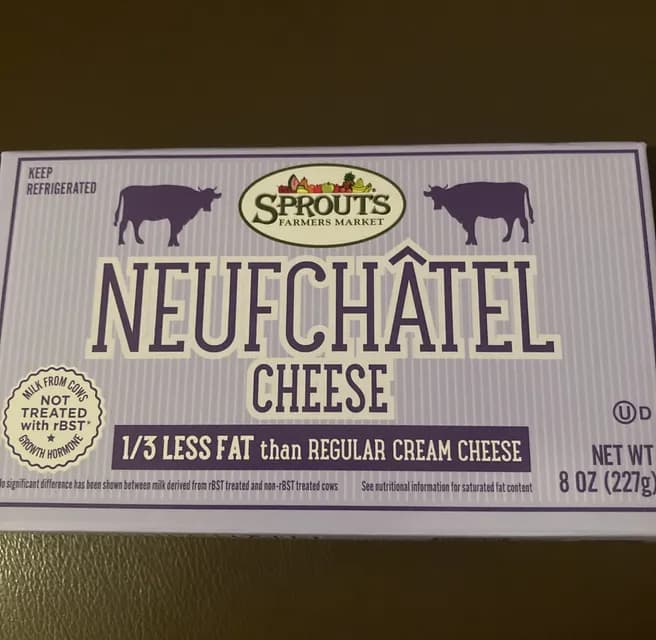 KEEP
REFRIGERATED
SPROUTS
FARMERS MARKET
NEUFCHÂTEL
CHEESE
MILK FROM COWS
NOT
TREATED
with rBST*
GROWTH HORMONE
1/3 LESS FAT than REGULAR CREAM CHEESE
U D
NET WT
8 OZ (227g)
No significant difference has been shown between milk derived from rBST treated and non-rBST treated cows
See nutritional information for saturated fat content